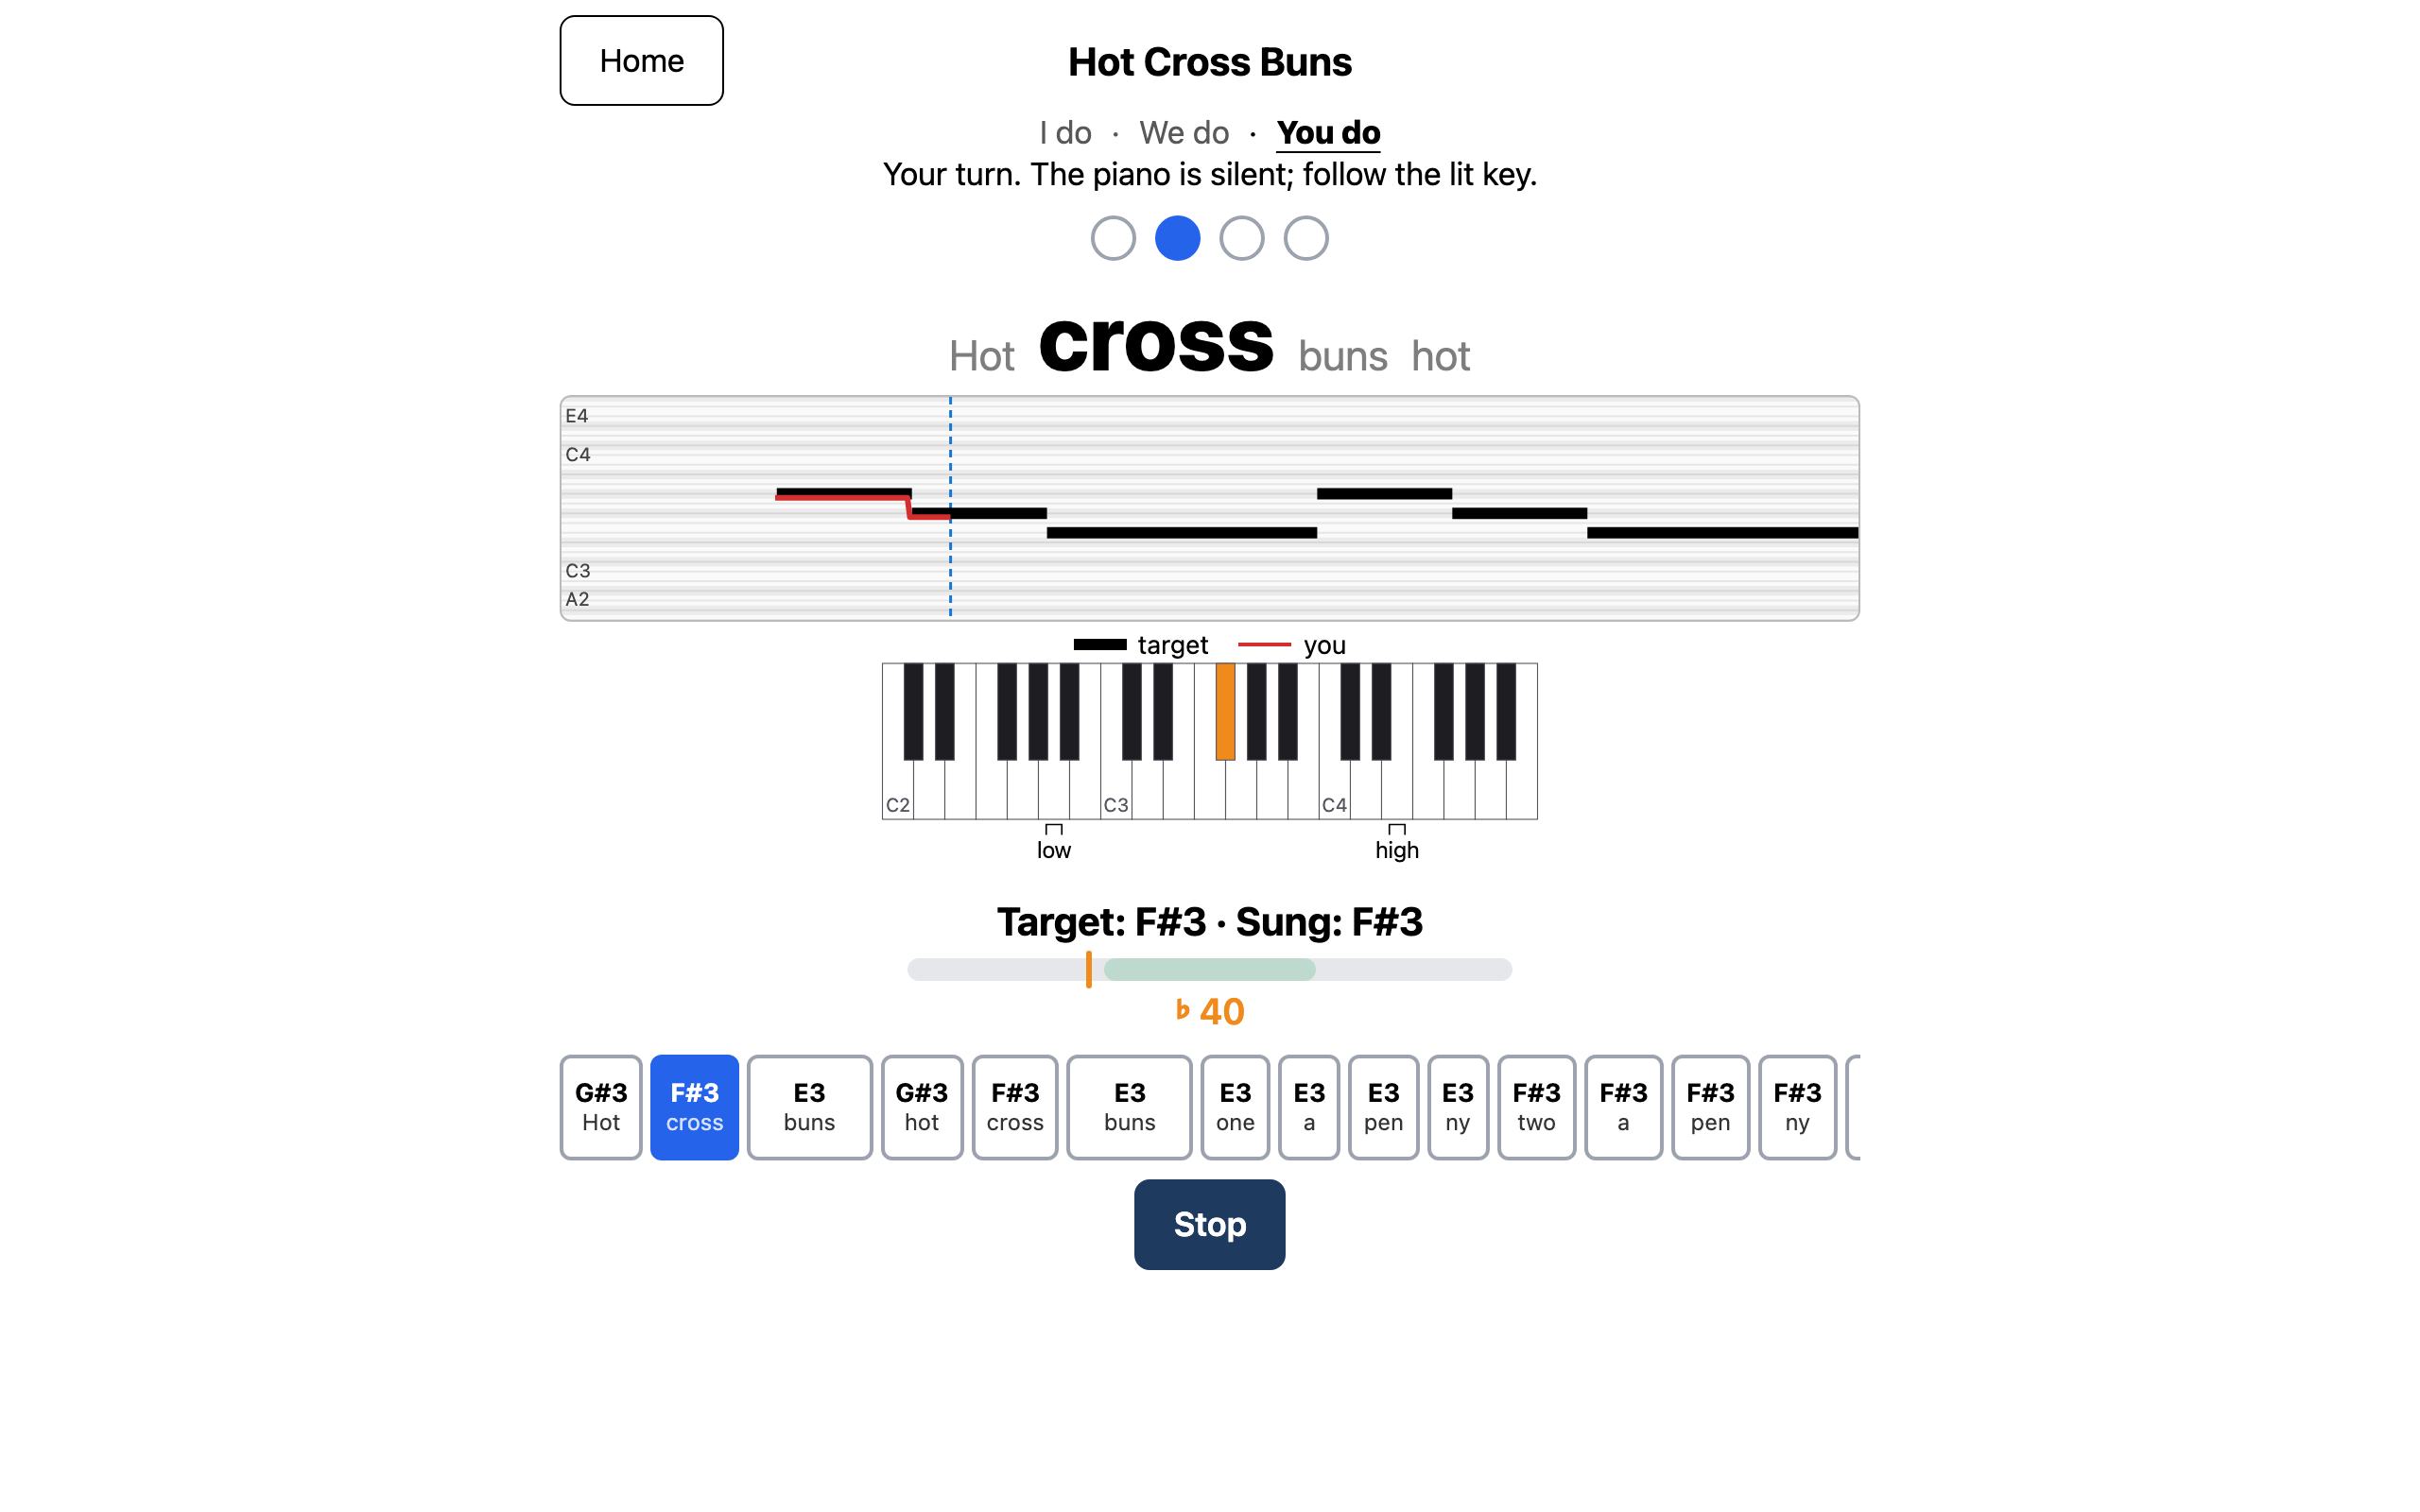 Home
Hot Cross Buns
I do · We do · You do
Your turn. The piano is silent; follow the lit key.
Hot cross buns hot
E4
C4
C3
A2
target you
C2 C3 C4
low high
Target: F#3 · Sung: F#3
♭ 40
G#3 F#3 E3 G#3 F#3 E3 E3 E3 E3 E3 F#3 F#3 F#3 F#3
Hot cross buns hot cross buns one a pen ny two a pen ny
Stop